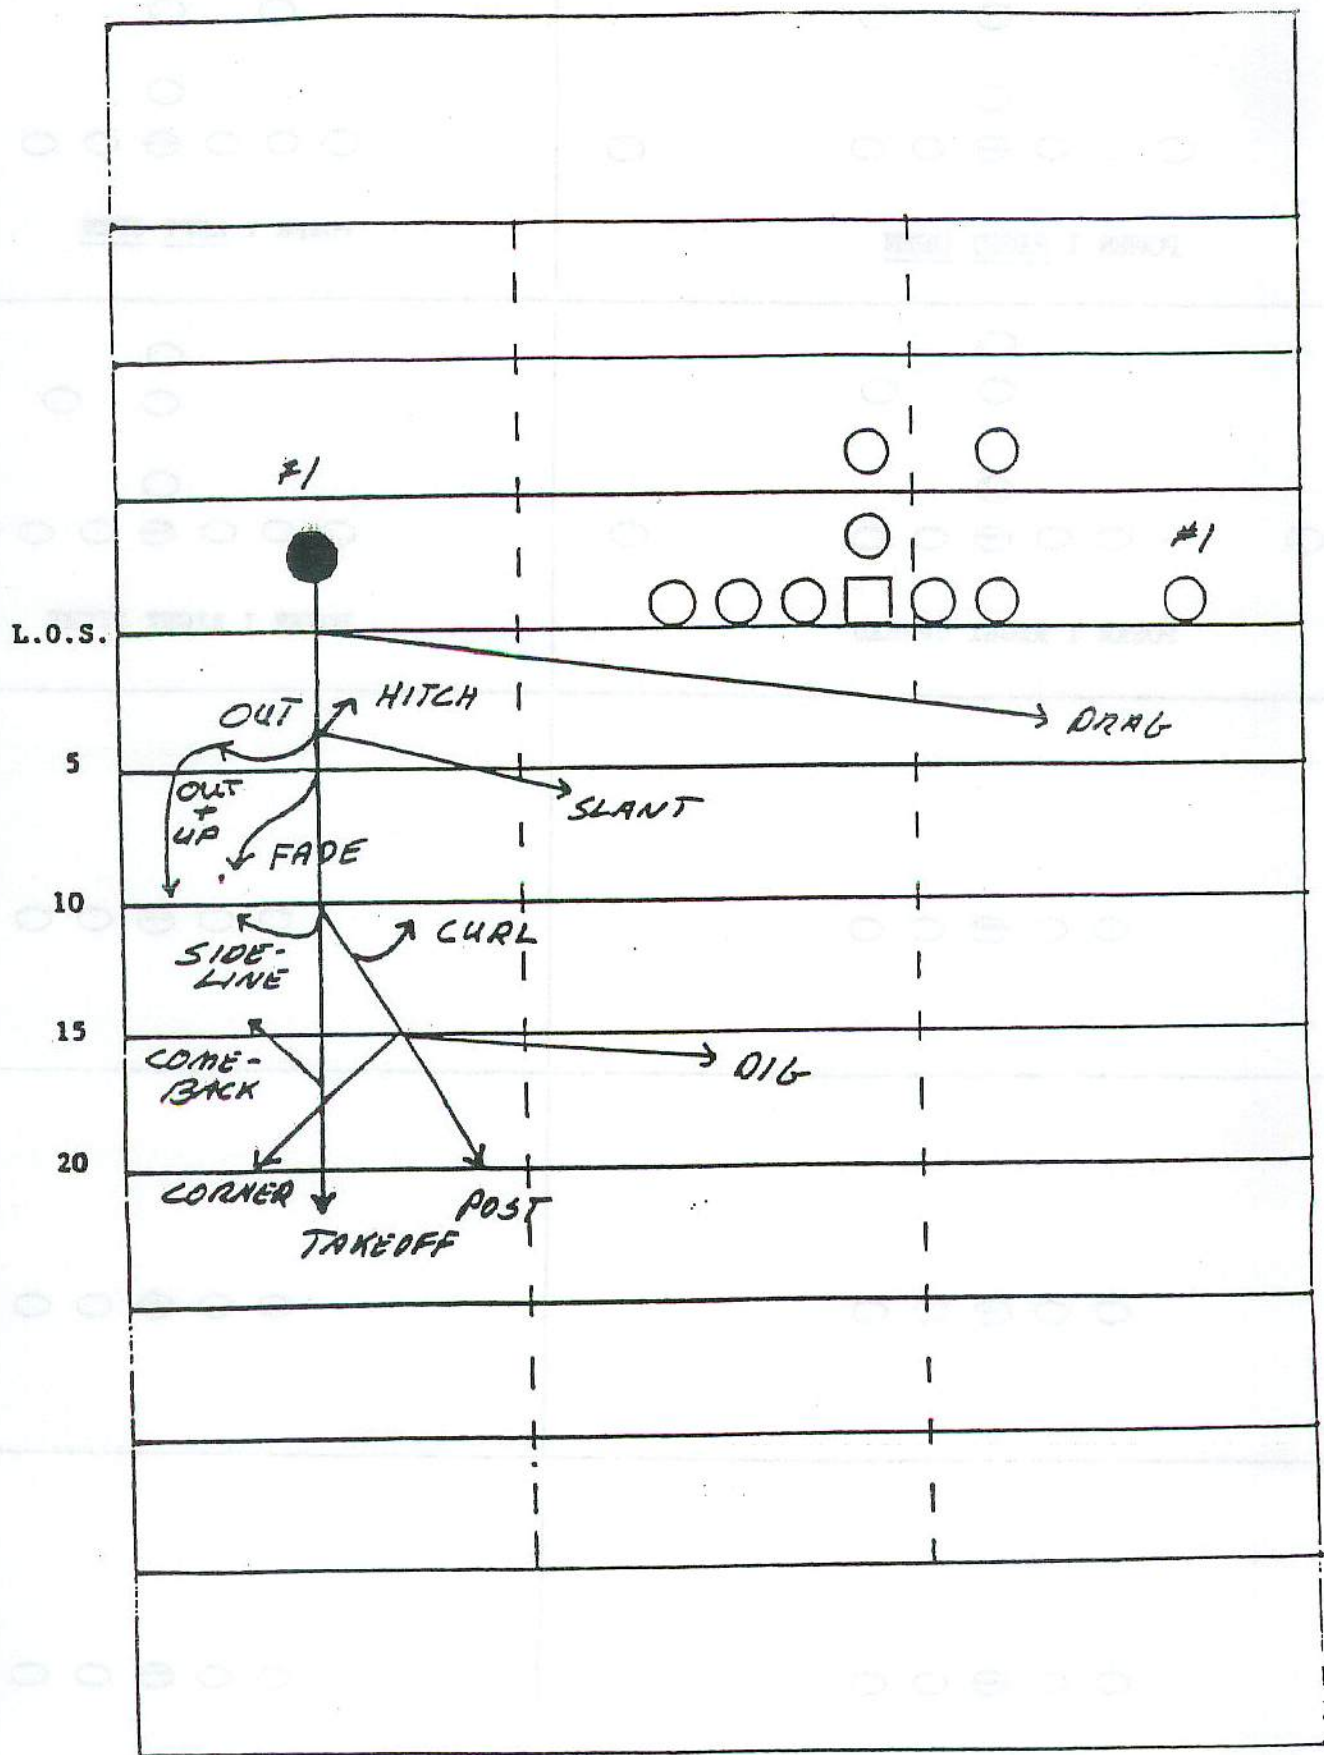 #1
#1
L.O.S.
HITCH
OUT
DRAG
5
OUT
+
UP
SLANT
FADE
10
CURL
SIDE-
LINE
15
COME-
BACK
DIG
20
CORNER
POST
TAKEOFF